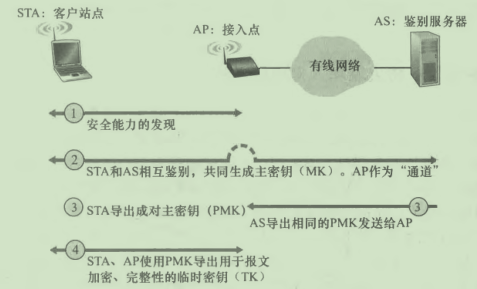 STA：客户站点
AP：接入点
AS：鉴别服务器
有线网络
1
安全能力的发现
2
STA和AS相互鉴别，共同生成主密钥（MK）。AP作为“通道”
3 STA导出成对主密钥（PMK）
3
AS导出相同的PMK发送给AP
4
STA、AP使用PMK导出用于报文
加密、完整性的临时密钥（TK）